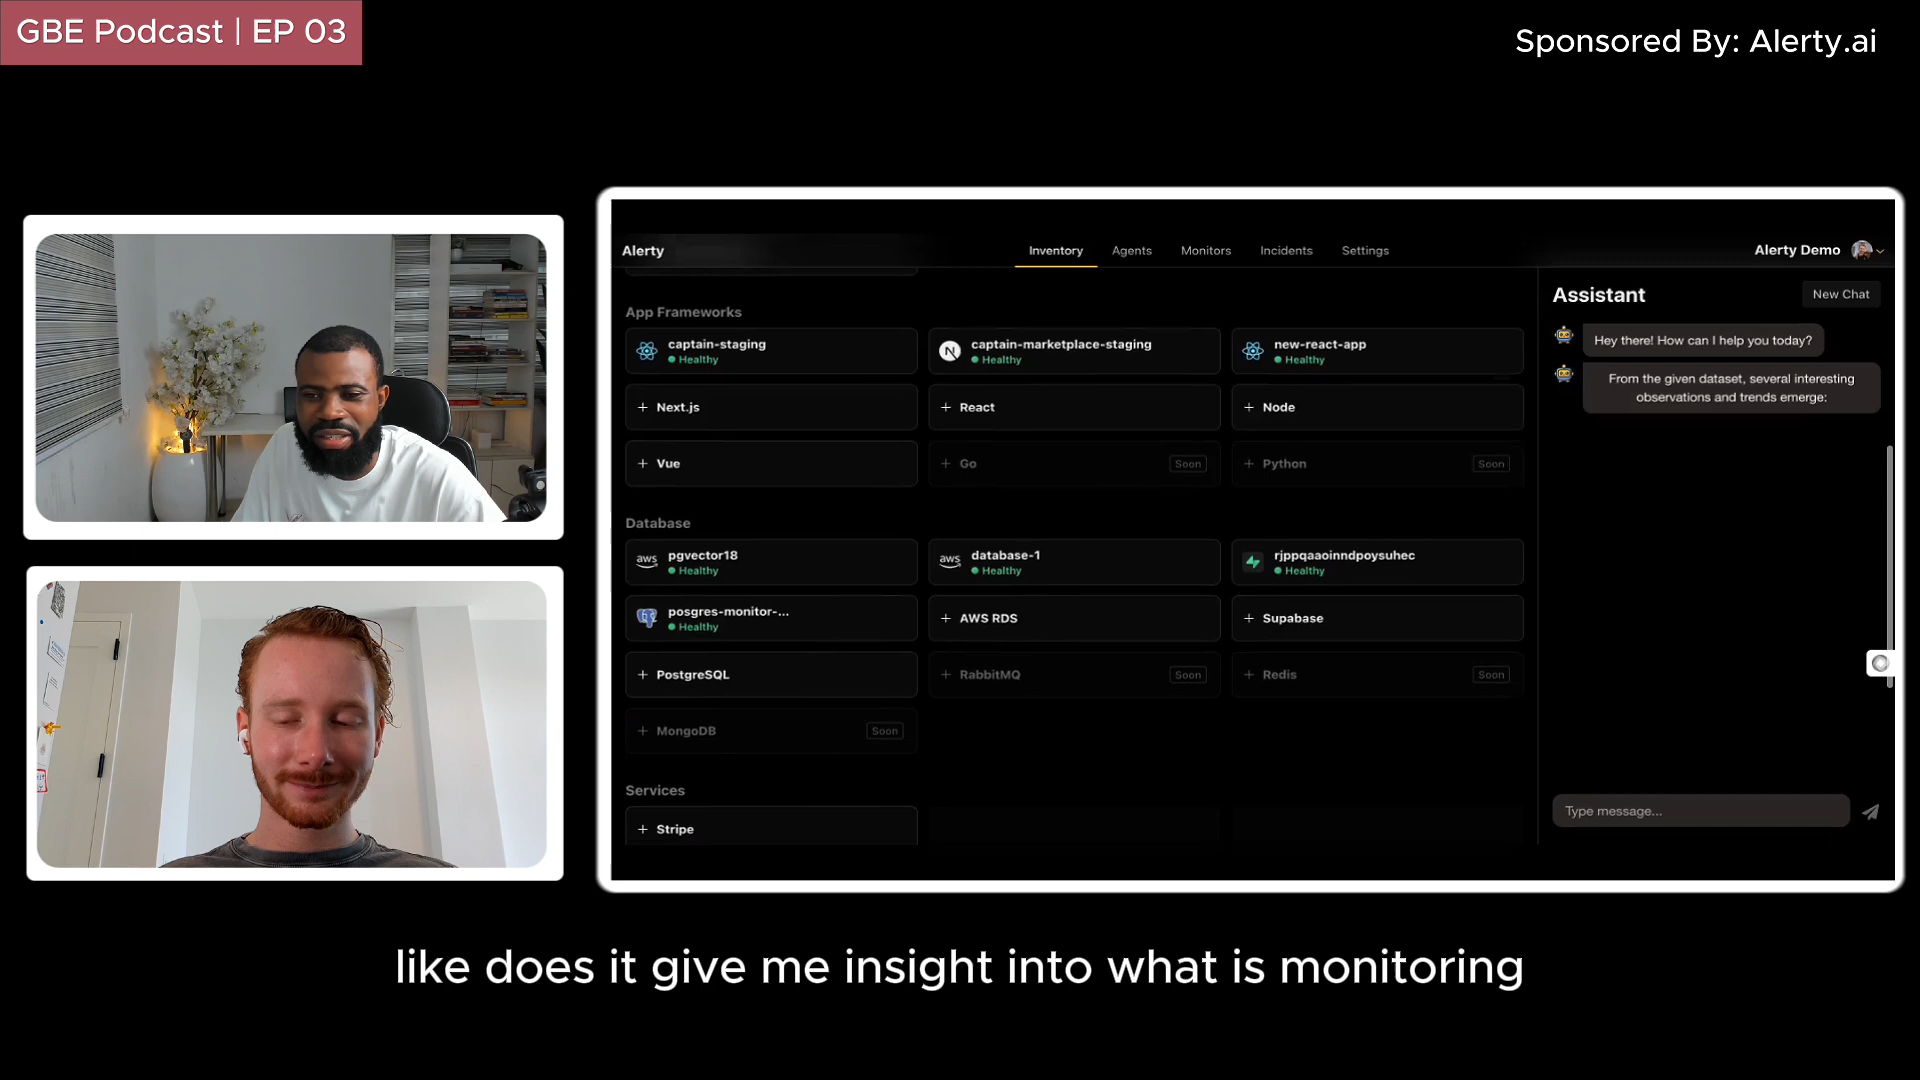 GBE Podcast | EP 03
Sponsored By: Alerty.ai
Alerty
Inventory
Agents
Monitors
Incidents
Settings
Alerty Demo
App Frameworks
captain-staging
Healthy
captain-marketplace-staging
Healthy
new-react-app
Healthy
+ Next.js
+ React
+ Node
+ Vue
+ Go
Soon
+ Python
Soon
Database
aws
pgvector18
Healthy
aws
database-1
Healthy
rjppqaaoinndpoysuhec
Healthy
posgres-monitor-...
Healthy
+ AWS RDS
+ Supabase
+ PostgreSQL
+ RabbitMQ
Soon
+ Redis
Soon
+ MongoDB
Soon
Services
+ Stripe
Assistant
New Chat
Hey there! How can I help you today?
From the given dataset, several interesting
observations and trends emerge:
Type message...
like does it give me insight into what is monitoring